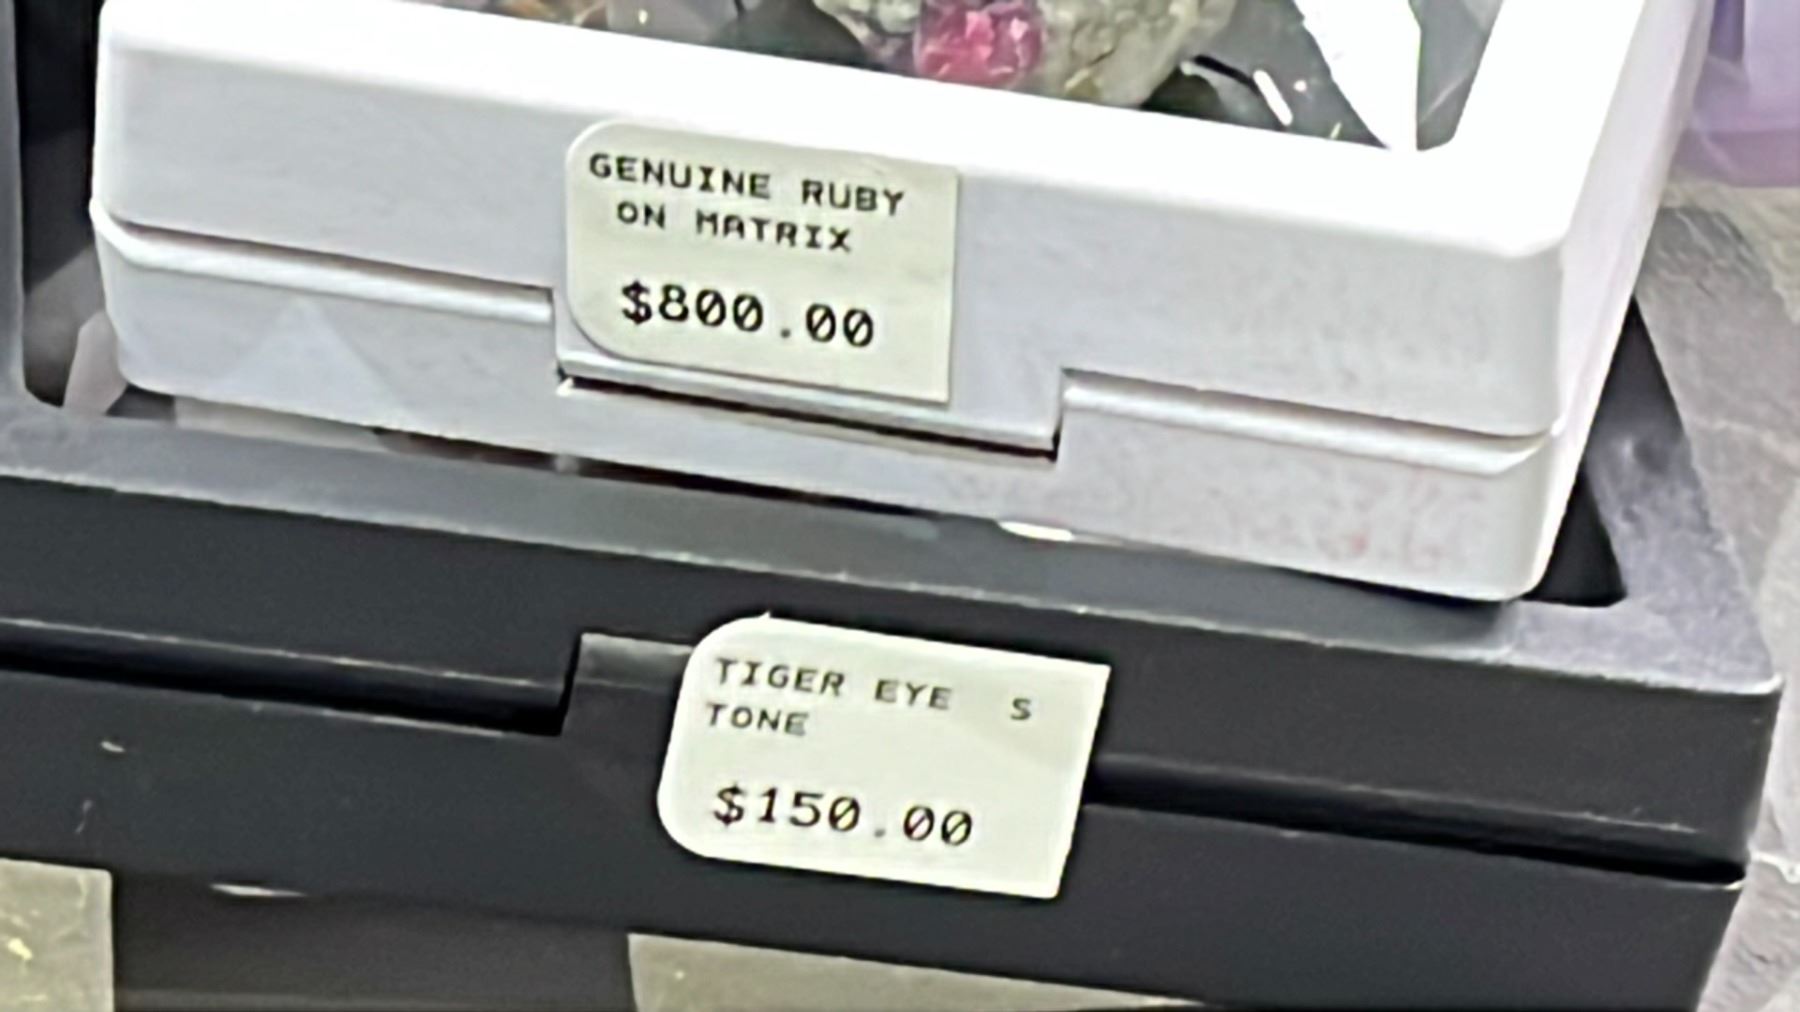 GENUINE RUBY
ON MATRIX
$800.00
TIGER EYE  S
TONE
$150.00